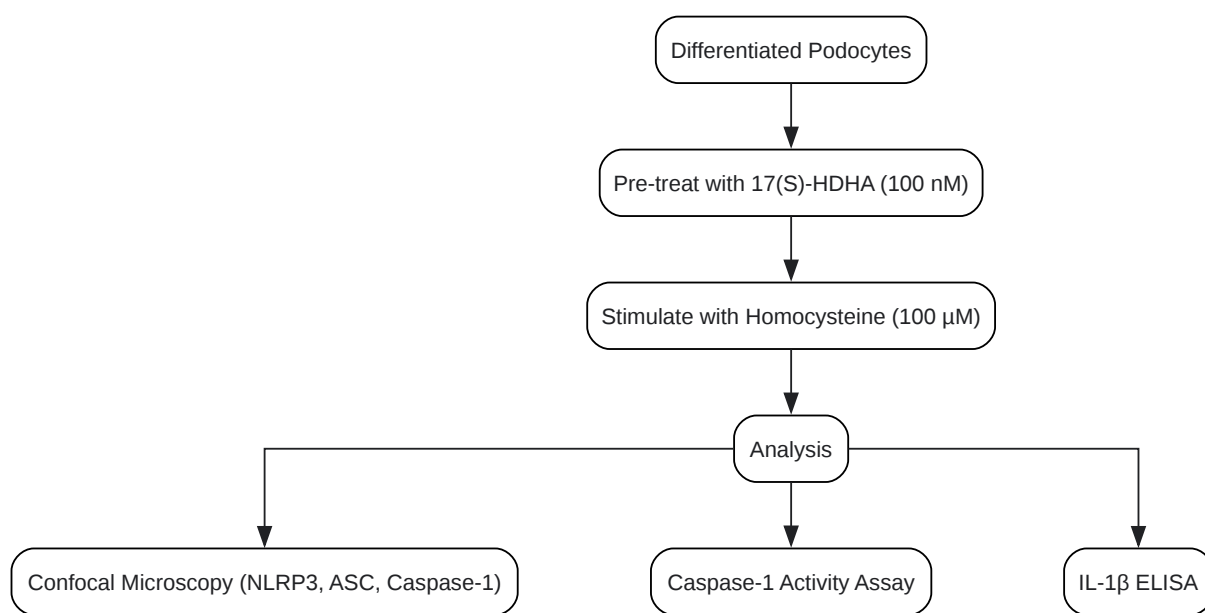 Differentiated Podocytes
Pre-treat with 17(S)-HDHA (100 nM)
Stimulate with Homocysteine (100 µM)
Analysis
Confocal Microscopy (NLRP3, ASC, Caspase-1)
Caspase-1 Activity Assay
IL-1β ELISA